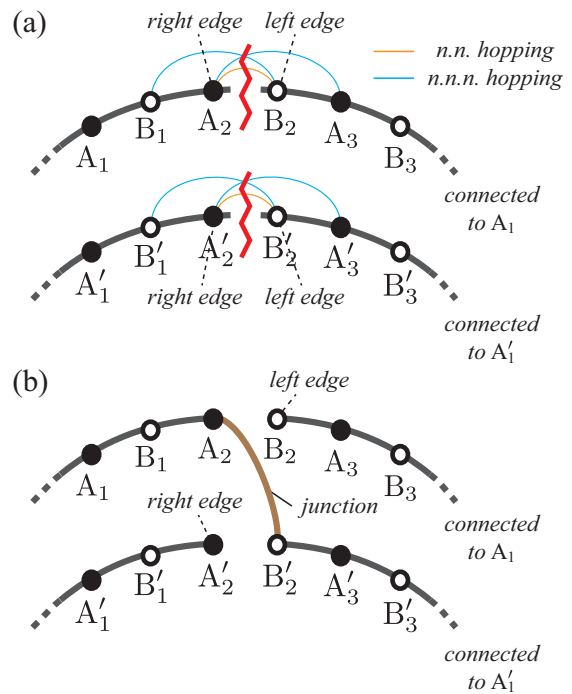 (a)
right edge left edge
n.n. hopping
n.n.n. hopping
A₁ B₁ A₂ B₂ A₃ B₃
connected
to A₁
A′₁ B′₁ A′₂ B′₂ A′₃ B′₃
right edge left edge
connected
to A′₁
(b)
left edge
A₁ B₁ A₂ B₂ A₃ B₃
right edge
junction
connected
to A₁
A′₁ B′₁ A′₂ B′₂ A′₃ B′₃
connected
to A′₁